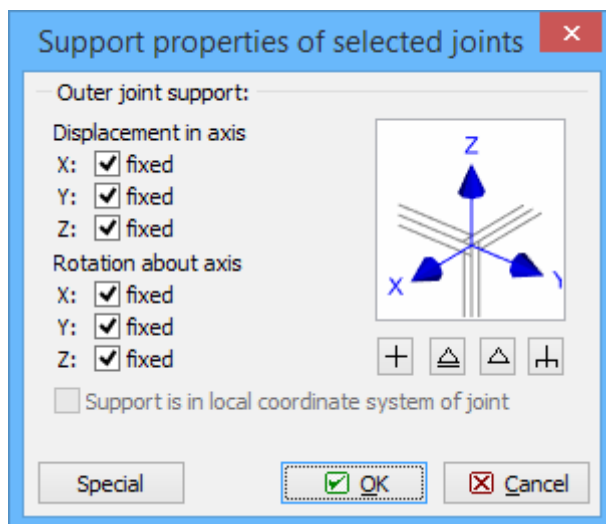 Support properties of selected joints
Outer joint support:
Displacement in axis
X: fixed
Y: fixed
Z: fixed
Rotation about axis
X: fixed
Y: fixed
Z: fixed
Z
X
Y
Support is in local coordinate system of joint
Special
OK
Cancel